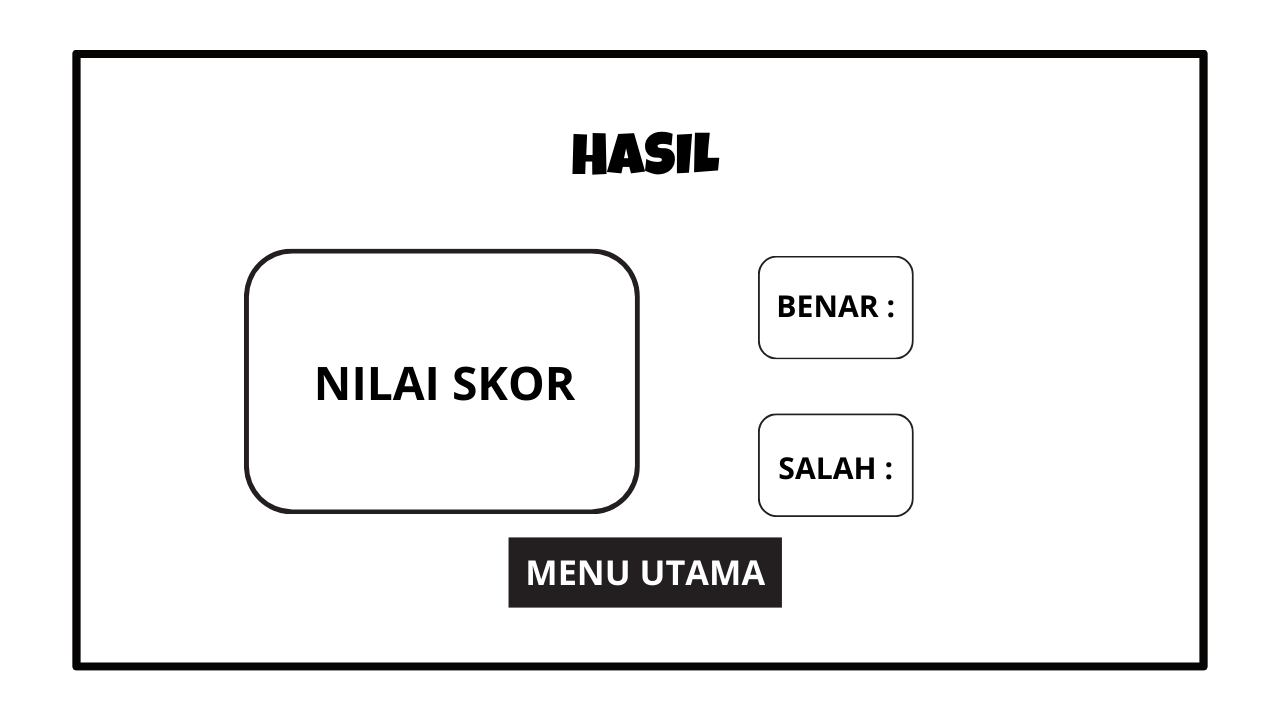 HASIL
NILAI SKOR
BENAR :
SALAH :
MENU UTAMA